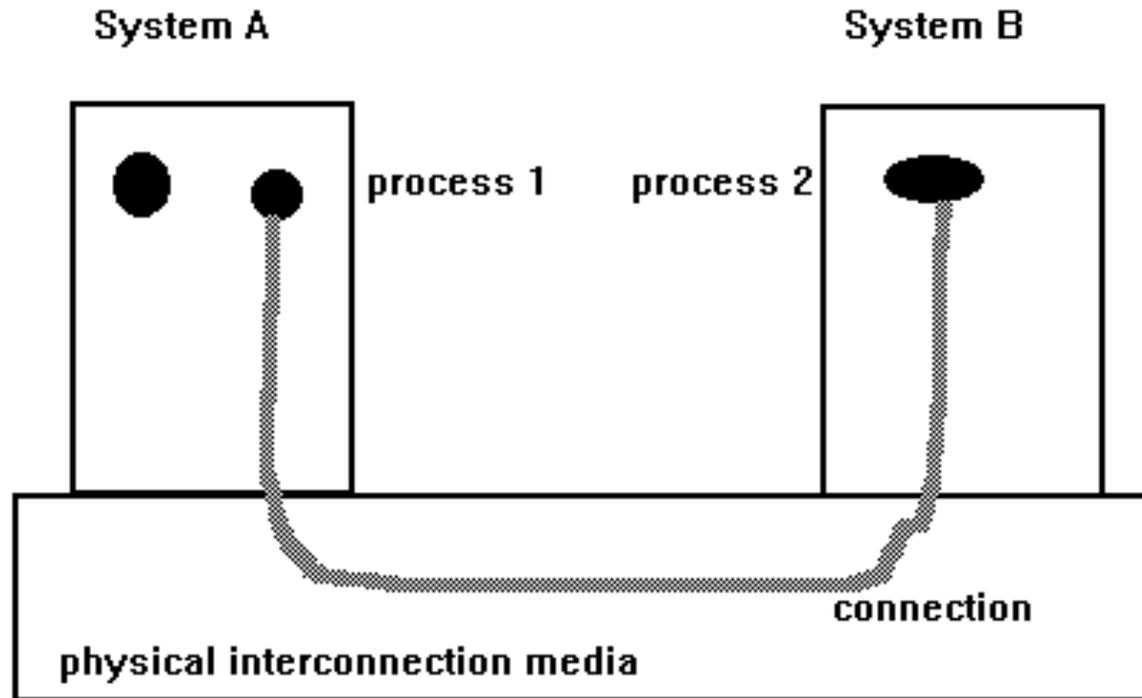 System A
System B
process 1
process 2
connection
physical interconnection media